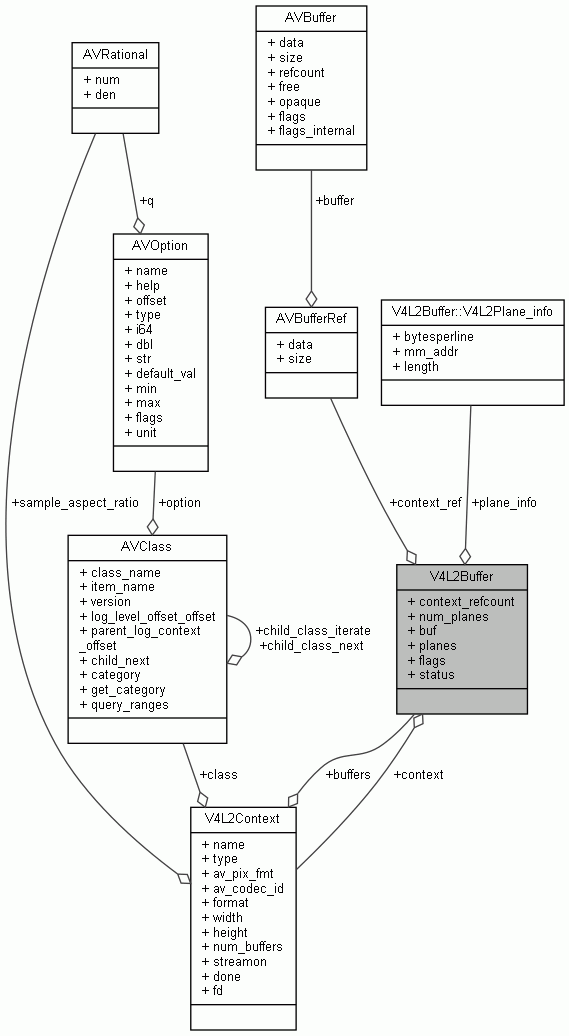 AVBuffer
+ data
+ size
+ refcount
+ free
+ opaque
+ flags
+ flags_internal
AVRational
+ num
+ den
+q
+buffer
AVOption
+ name
+ help
+ offset
+ type
+ i64
+ dbl
+ str
+ default_val
+ min
+ max
+ flags
+ unit
AVBufferRef
+ data
+ size
V4L2Buffer::V4L2Plane_info
+ bytesperline
+ mm_addr
+ length
+sample_aspect_ratio
+option
+context_ref
+plane_info
AVClass
+ class_name
+ item_name
+ version
+ log_level_offset_offset
+ parent_log_context
_offset
+ child_next
+ category
+ get_category
+ query_ranges
+child_class_iterate
+child_class_next
V4L2Buffer
+ context_refcount
+ num_planes
+ buf
+ planes
+ flags
+ status
+class
+buffers
+context
V4L2Context
+ name
+ type
+ av_pix_fmt
+ av_codec_id
+ format
+ width
+ height
+ num_buffers
+ streamon
+ done
+ fd